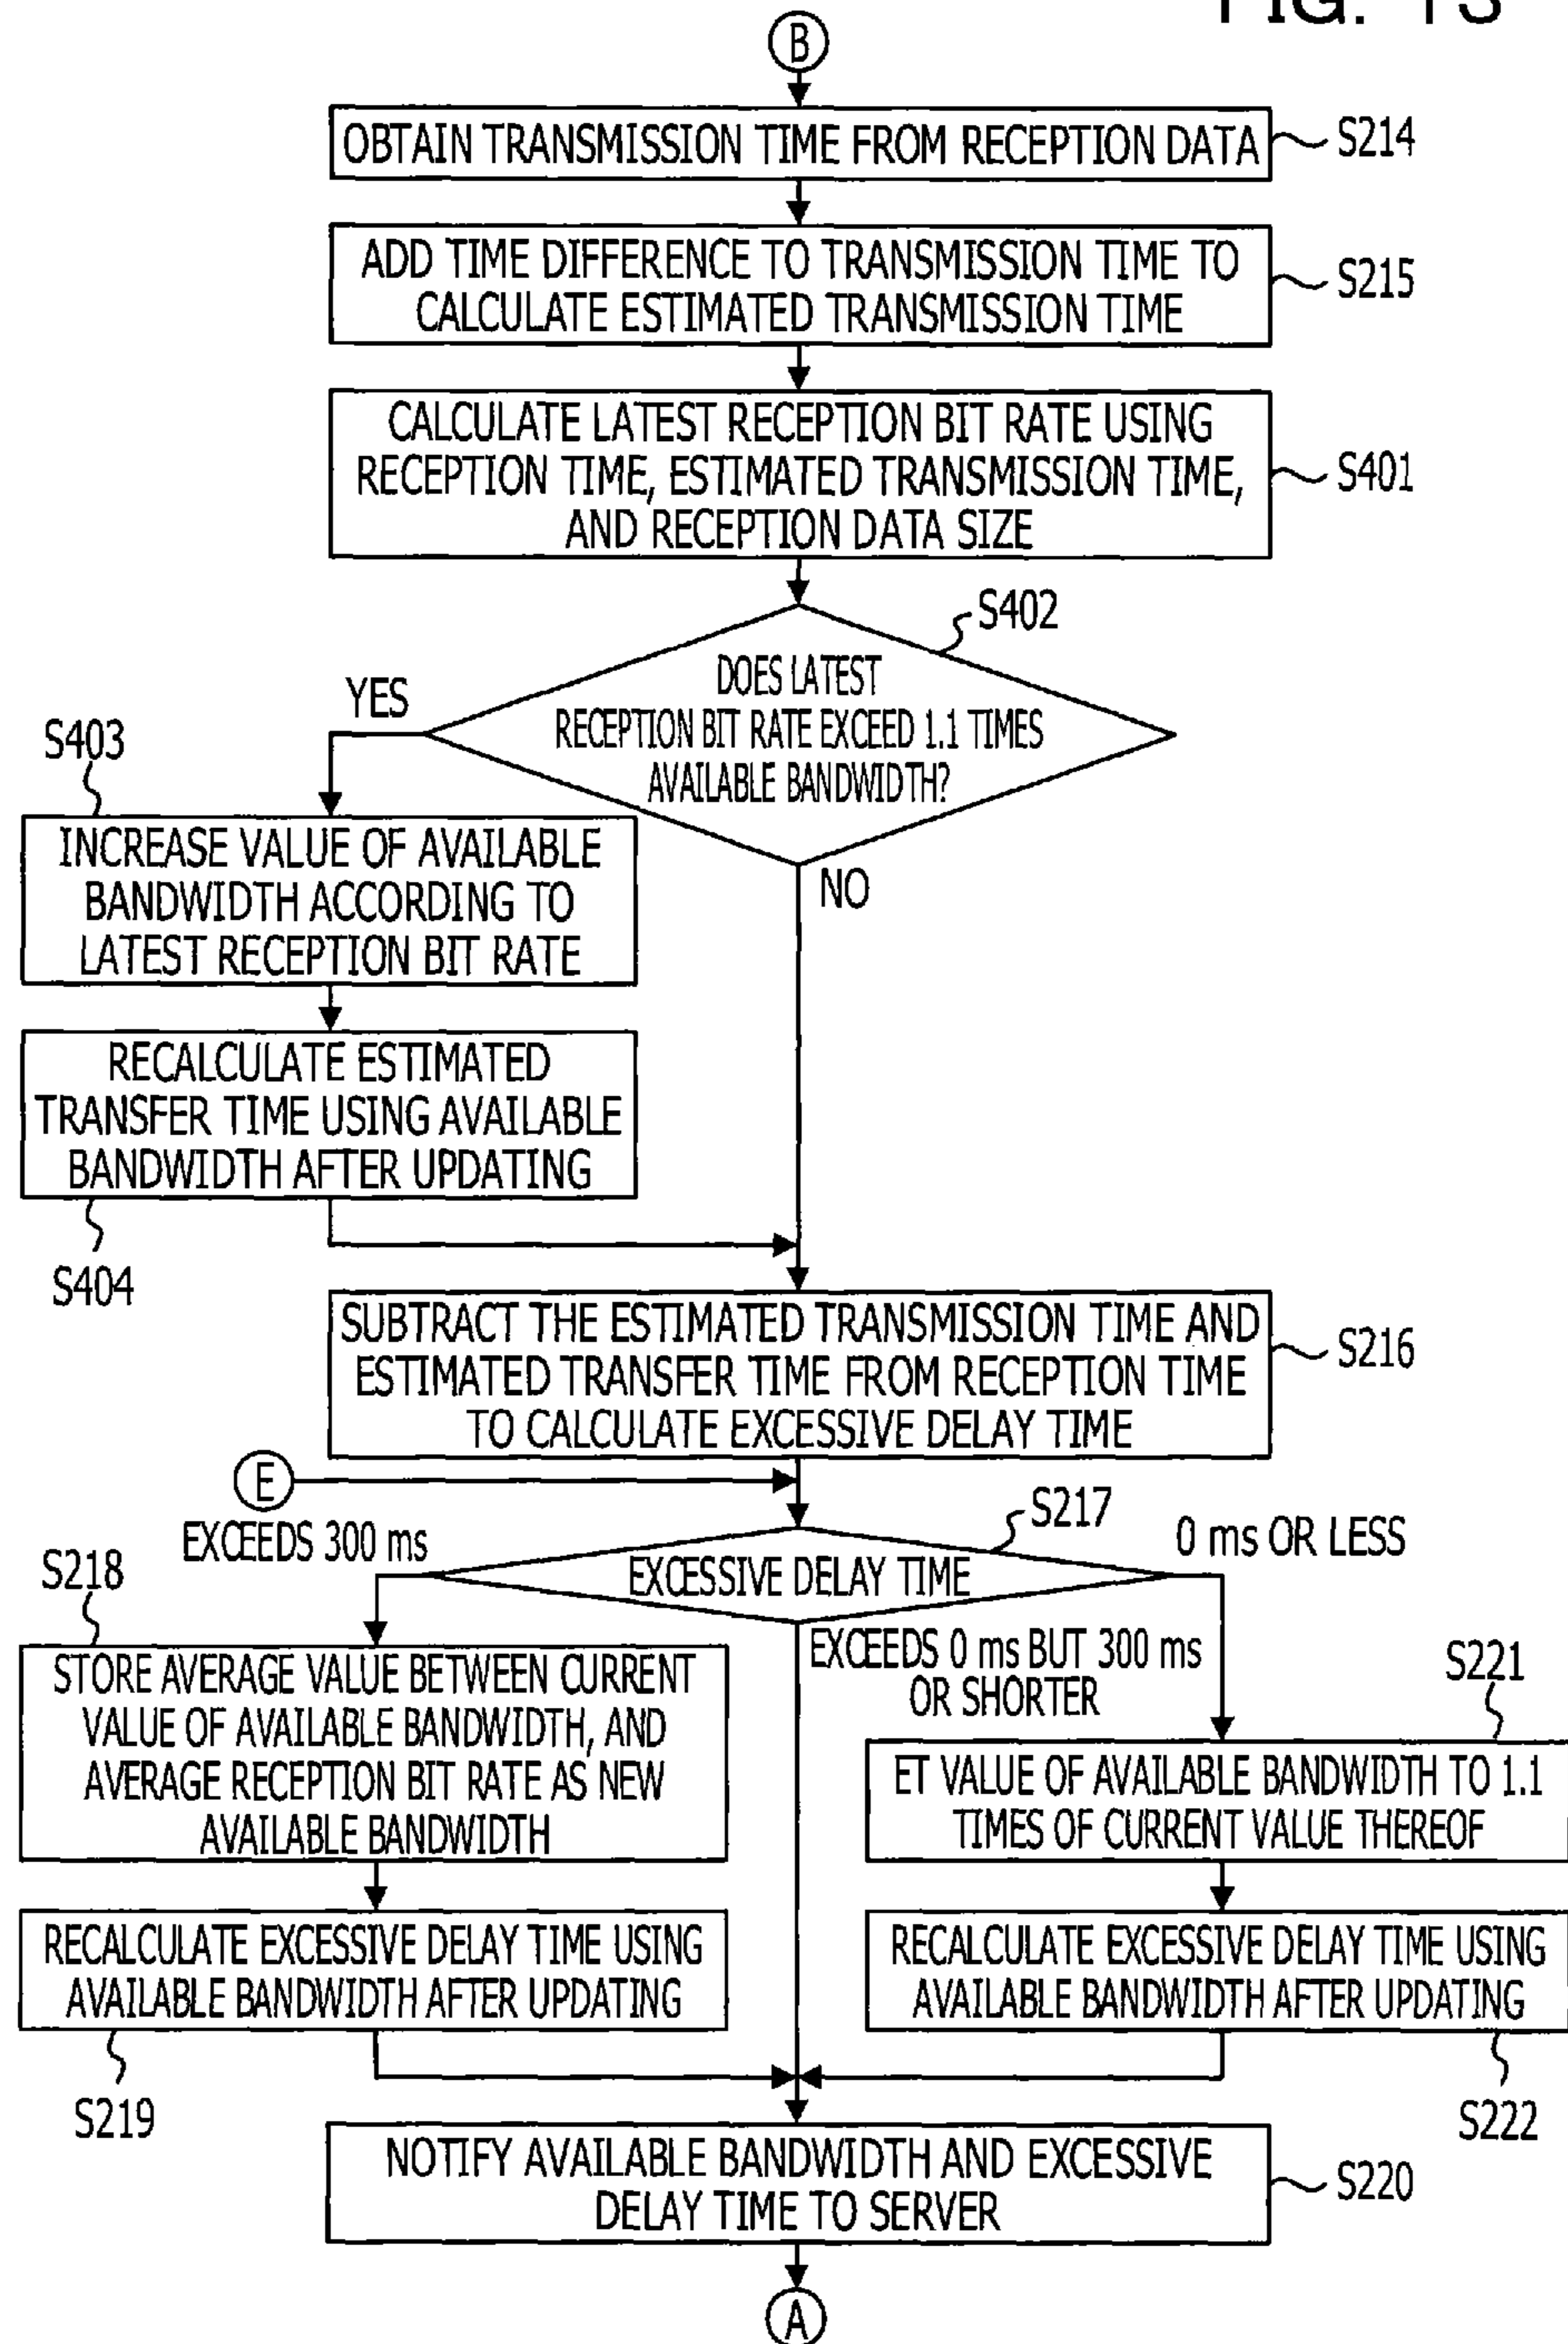 FIG. 13
B
OBTAIN TRANSMISSION TIME FROM RECEPTION DATA
S214
ADD TIME DIFFERENCE TO TRANSMISSION TIME TO
CALCULATE ESTIMATED TRANSMISSION TIME
S215
CALCULATE LATEST RECEPTION BIT RATE USING
RECEPTION TIME, ESTIMATED TRANSMISSION TIME,
AND RECEPTION DATA SIZE
S401
S402
DOES LATEST
RECEPTION BIT RATE EXCEED 1.1 TIMES
AVAILABLE BANDWIDTH?
YES
NO
S403
INCREASE VALUE OF AVAILABLE
BANDWIDTH ACCORDING TO
LATEST RECEPTION BIT RATE
RECALCULATE ESTIMATED
TRANSFER TIME USING AVAILABLE
BANDWIDTH AFTER UPDATING
S404
SUBTRACT THE ESTIMATED TRANSMISSION TIME AND
ESTIMATED TRANSFER TIME FROM RECEPTION TIME
TO CALCULATE EXCESSIVE DELAY TIME
S216
E
S217
EXCESSIVE DELAY TIME
EXCEEDS 300 ms
0 ms OR LESS
EXCEEDS 0 ms BUT 300 ms
OR SHORTER
S218
STORE AVERAGE VALUE BETWEEN CURRENT
VALUE OF AVAILABLE BANDWIDTH, AND
AVERAGE RECEPTION BIT RATE AS NEW
AVAILABLE BANDWIDTH
S221
ET VALUE OF AVAILABLE BANDWIDTH TO 1.1
TIMES OF CURRENT VALUE THEREOF
RECALCULATE EXCESSIVE DELAY TIME USING
AVAILABLE BANDWIDTH AFTER UPDATING
S219
RECALCULATE EXCESSIVE DELAY TIME USING
AVAILABLE BANDWIDTH AFTER UPDATING
S222
NOTIFY AVAILABLE BANDWIDTH AND EXCESSIVE
DELAY TIME TO SERVER
S220
A